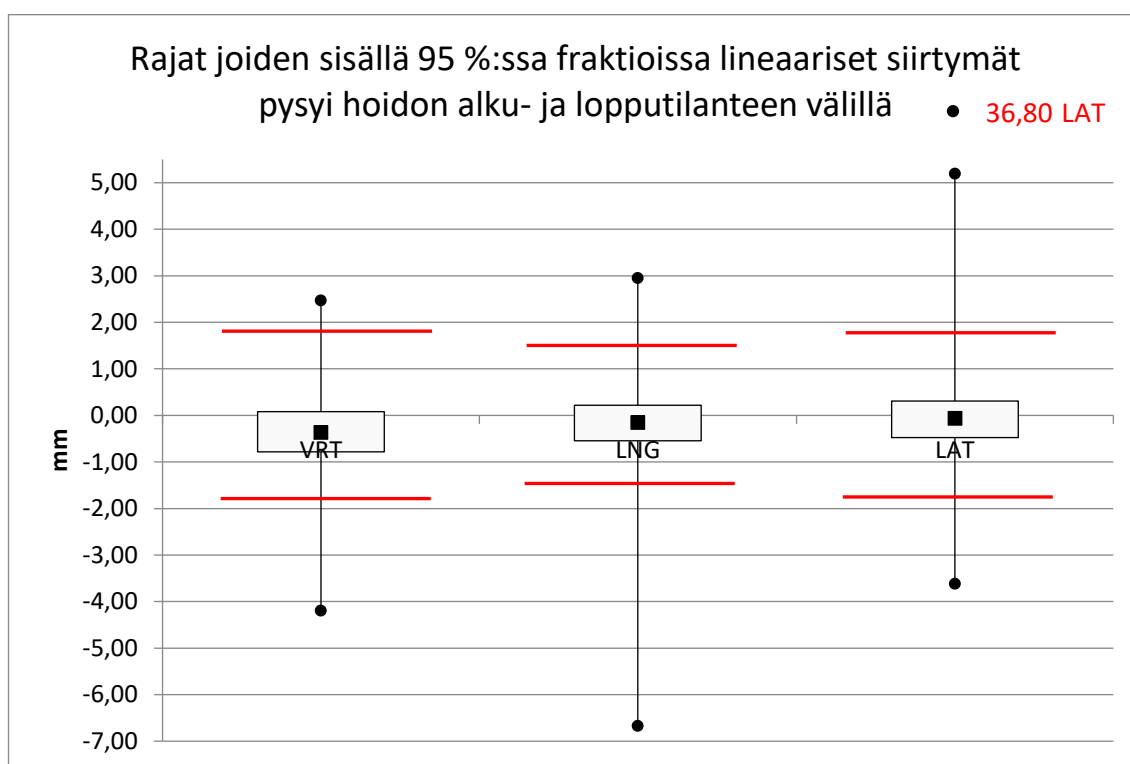 Rajat joiden sisällä 95 %:ssa fraktioissa lineaariset siirtymät
pysyi hoidon alku- ja lopputilanteen välillä
36,80 LAT
5,00
4,00
3,00
2,00
1,00
0,00
-1,00
-2,00
-3,00
-4,00
-5,00
-6,00
-7,00
mm
VRT
LNG
LAT